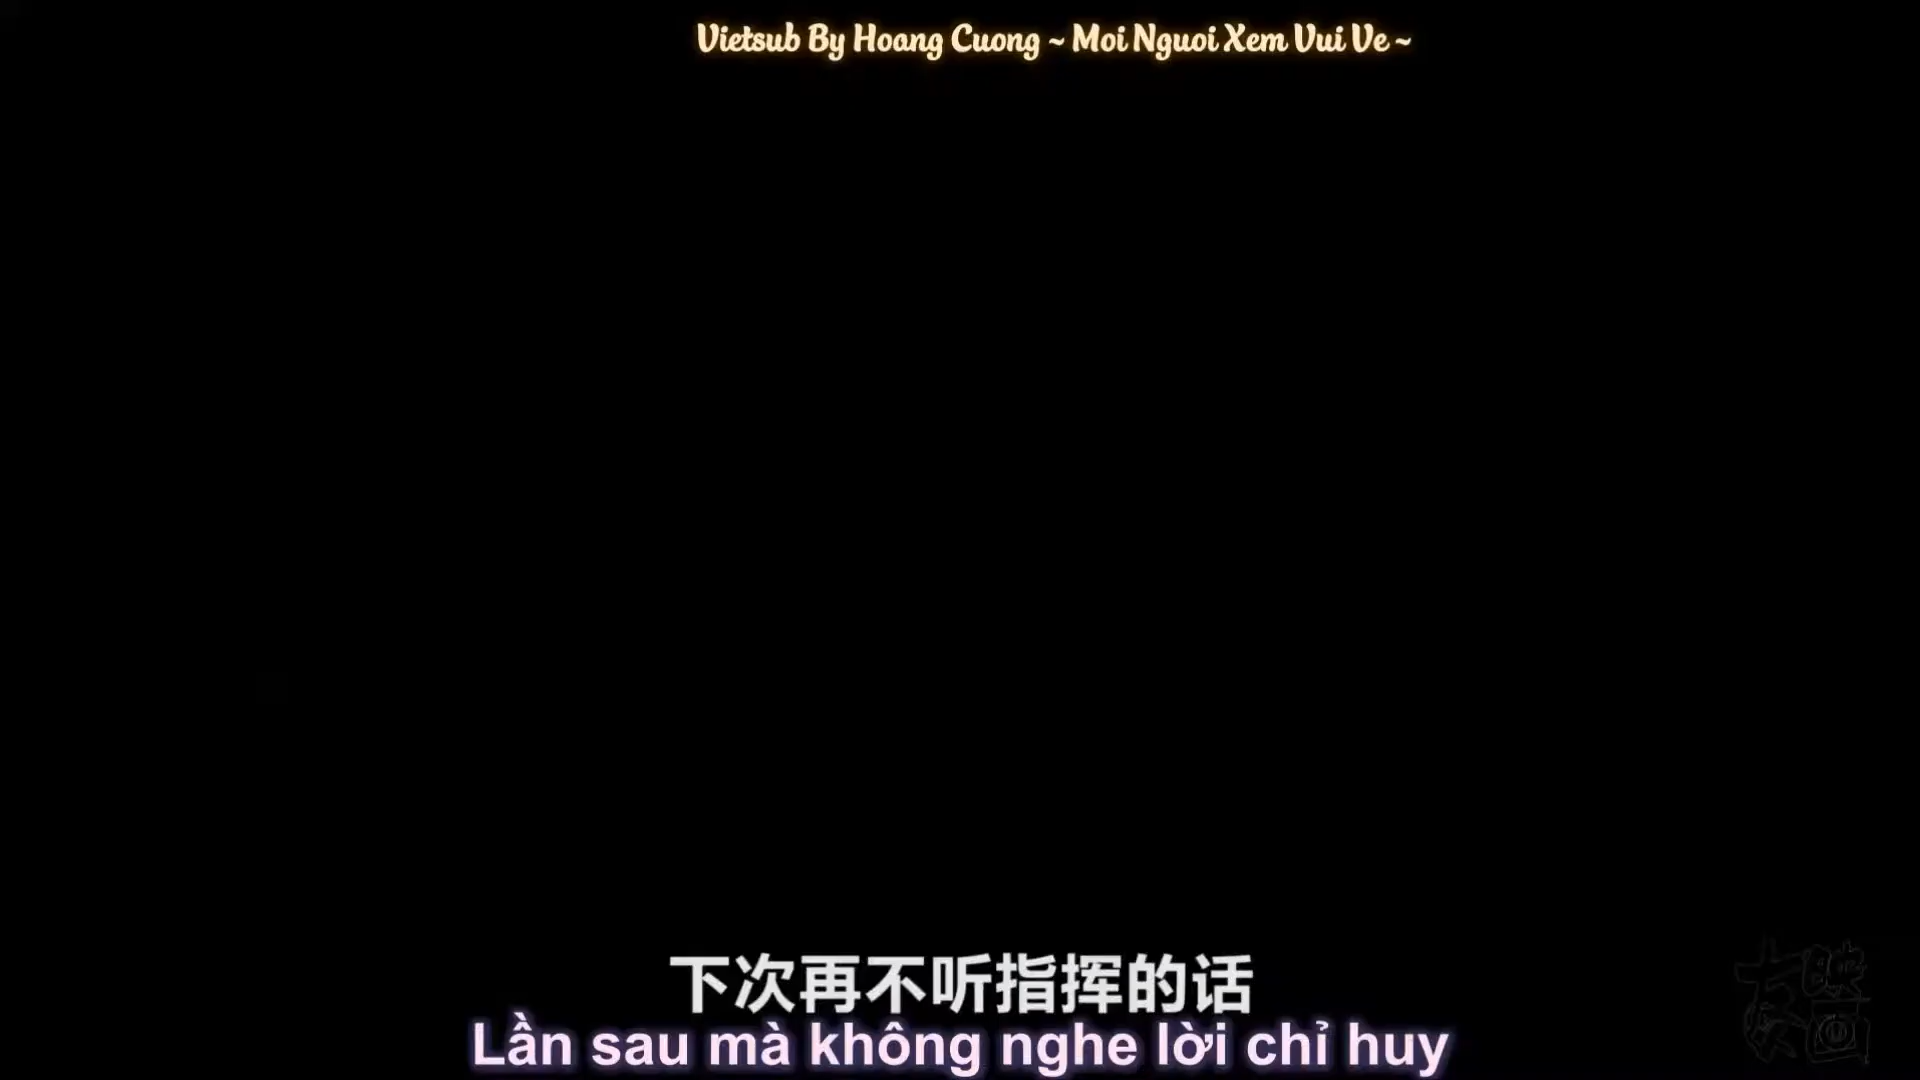 Vietsub By Hoang Cuong ~ Moi Nguoi Xem Vui Ve ~
下次再不听指挥的话
Lần sau mà không nghe lời chỉ huy